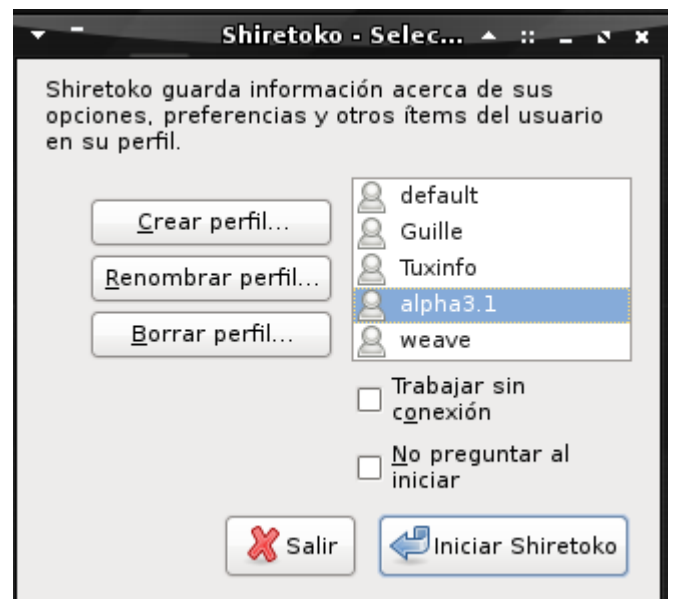 Shiretoko - Selec...
Shiretoko guarda información acerca de sus
opciones, preferencias y otros ítems del usuario
en su perfil.
Crear perfil...
Renombrar perfil...
Borrar perfil...
default
Guille
Tuxinfo
alpha3.1
weave
Trabajar sin
conexión
No preguntar al
iniciar
Salir
Iniciar Shiretoko